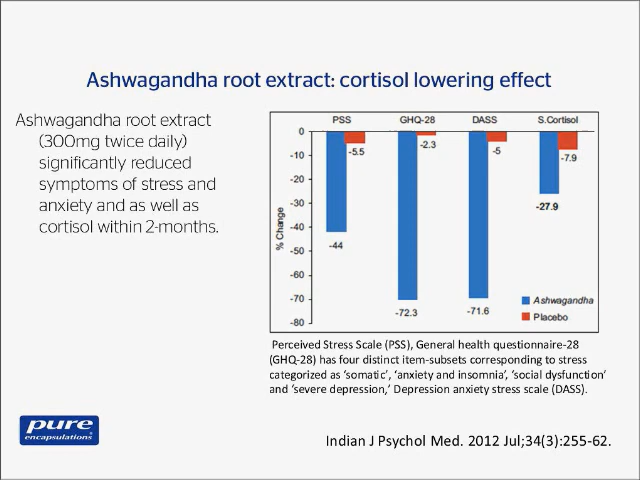 Ashwagandha root extract: cortisol lowering effect
Ashwagandha root extract
(300mg twice daily)
significantly reduced
symptoms of stress and
anxiety and as well as
cortisol within 2-months.
PSS GHQ-28 DASS S.Cortisol
0
-10
-20
-30
-40
-50
-60
-70
-80
% Change
-5.5
-2.3
-5
-7.9
-44
-72.3
-71.6
-27.9
Ashwagandha
Placebo
Perceived Stress Scale (PSS), General health questionnaire-28
(GHQ-28) has four distinct item-subsets corresponding to stress
categorized as ‘somatic’, ‘anxiety and insomnia’, ‘social dysfunction’
and ‘severe depression,’ Depression anxiety stress scale (DASS).
pure
encapsulations®
Indian J Psychol Med. 2012 Jul;34(3):255-62.